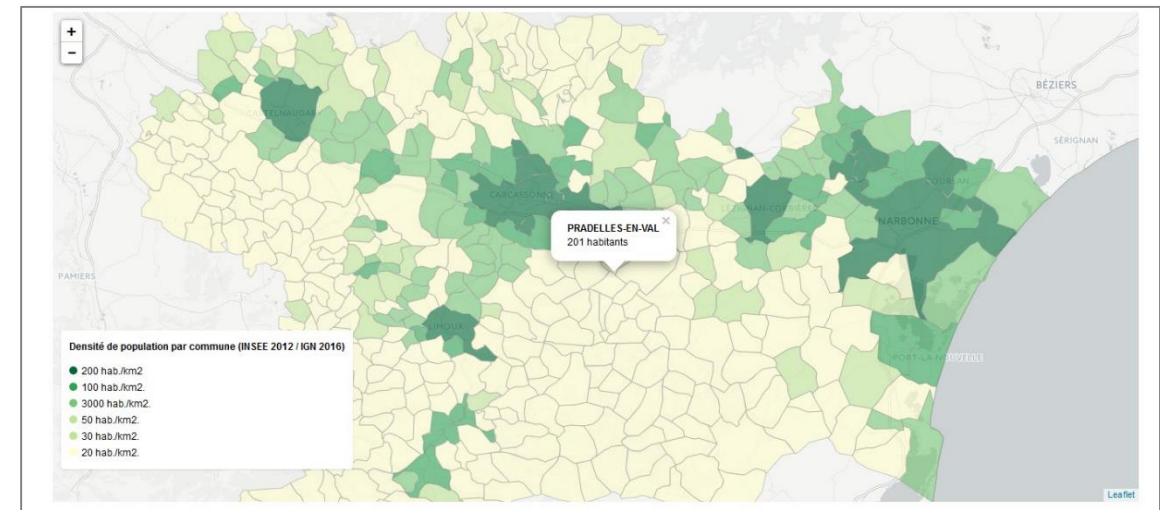 +
−
BÉZIERS
SÉRIGNAN
CASTELNAUDARY
CARCASSONNE
COURSAN
LÉZIGNAN-CORBIÈRES
NARBONNE
PRADELLES-EN-VAL
×
201 habitants
PAMIERS
LIMOUX
PORT-LA-NOUVELLE
Densité de population par commune (INSEE 2012 / IGN 2016)
200 hab./km2
100 hab./km2.
3000 hab./km2.
50 hab./km2.
30 hab./km2.
20 hab./km2.
Leaflet